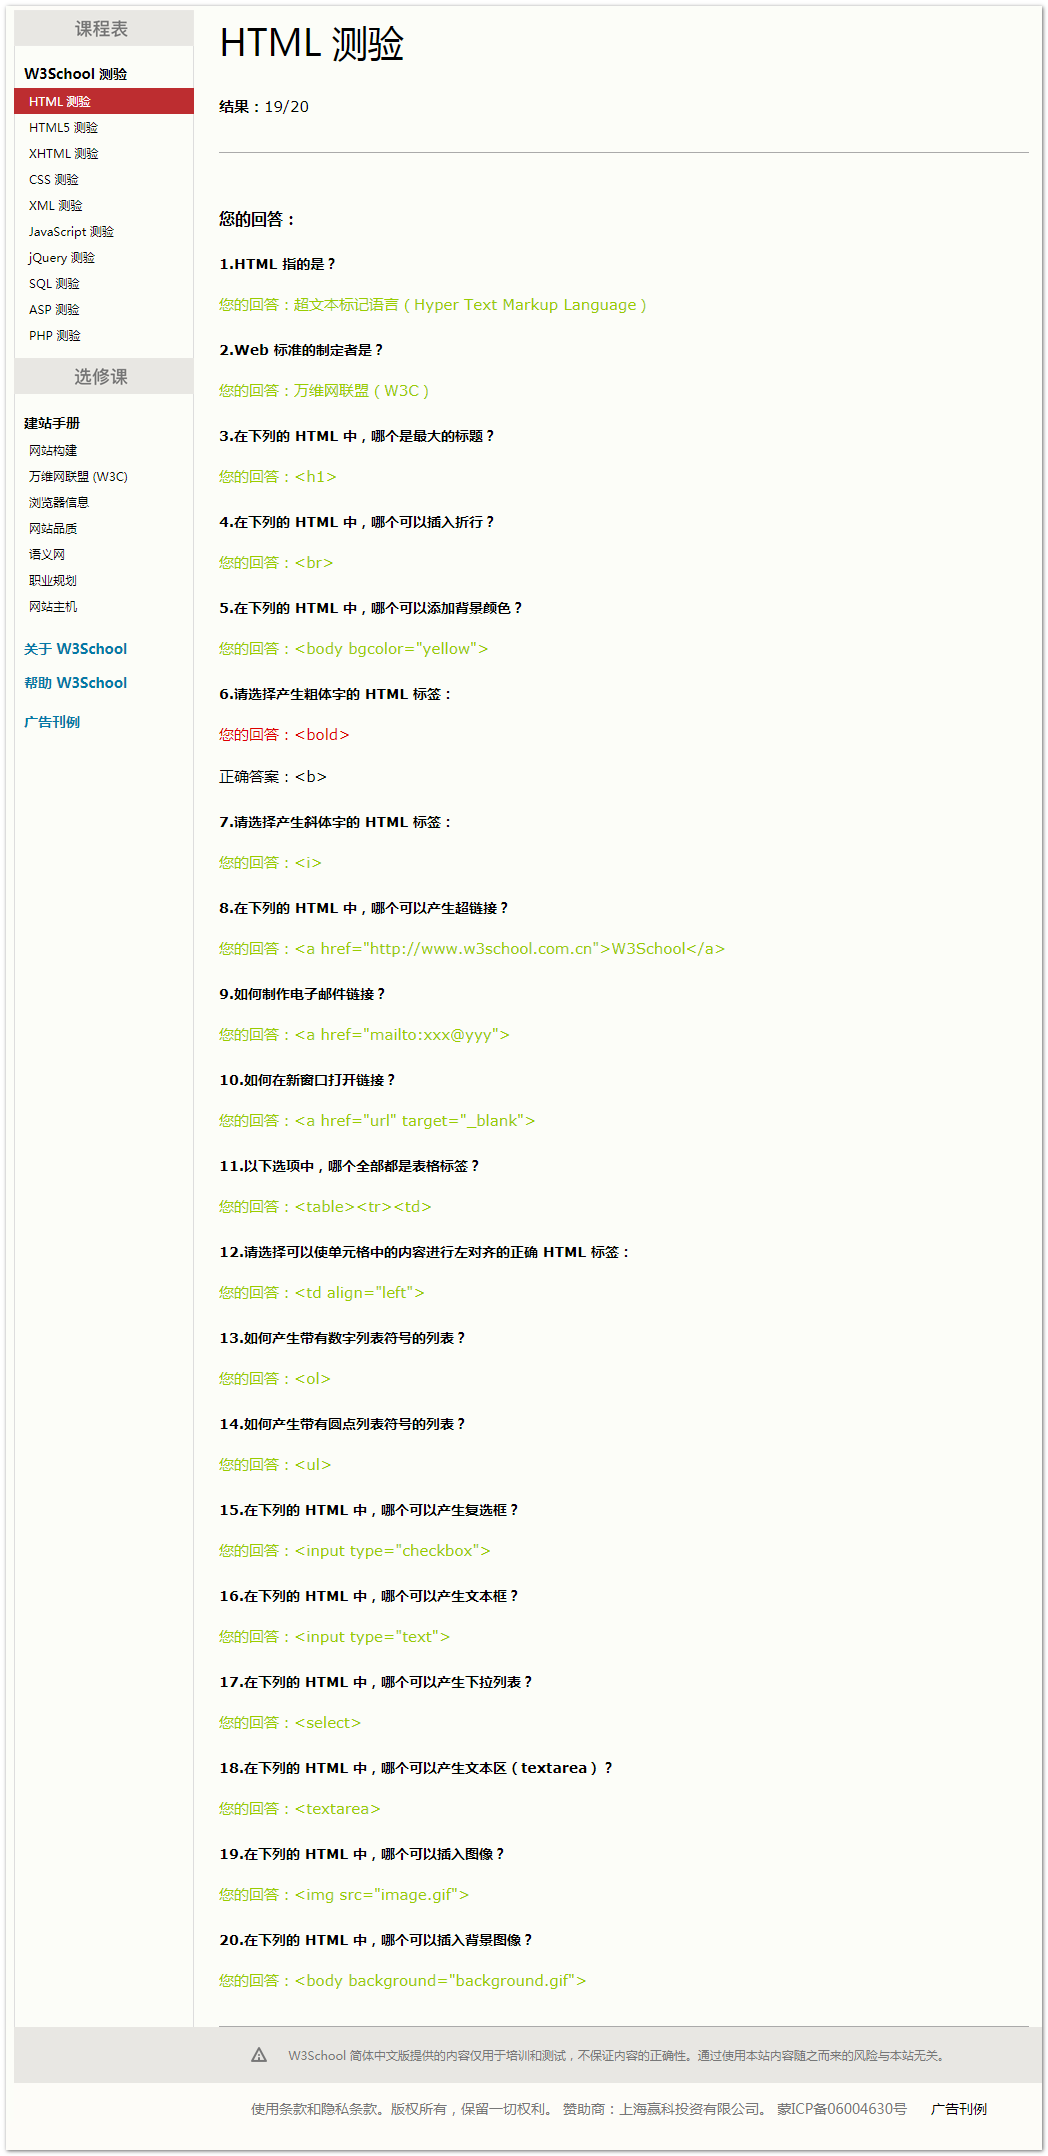 课程表
W3School 测验
HTML 测验
HTML5 测验
XHTML 测验
CSS 测验
XML 测验
JavaScript 测验
jQuery 测验
SQL 测验
ASP 测验
PHP 测验
选修课
建站手册
网站构建
万维网联盟 (W3C)
浏览器信息
网站品质
语义网
职业规划
网站主机
关于 W3School
帮助 W3School
广告刊例
HTML 测验
结果：19/20
您的回答：
1.HTML 指的是？
您的回答：超文本标记语言（Hyper Text Markup Language）
2.Web 标准的制定者是？
您的回答：万维网联盟（W3C）
3.在下列的 HTML 中，哪个是最大的标题？
您的回答：<h1>
4.在下列的 HTML 中，哪个可以插入折行？
您的回答：<br>
5.在下列的 HTML 中，哪个可以添加背景颜色？
您的回答：<body bgcolor="yellow">
6.请选择产生粗体字的 HTML 标签：
您的回答：<bold>
正确答案：<b>
7.请选择产生斜体字的 HTML 标签：
您的回答：<i>
8.在下列的 HTML 中，哪个可以产生超链接？
您的回答：<a href="http://www.w3school.com.cn">W3School</a>
9.如何制作电子邮件链接？
您的回答：<a href="mailto:xxx@yyy">
10.如何在新窗口打开链接？
您的回答：<a href="url" target="_blank">
11.以下选项中，哪个全部都是表格标签？
您的回答：<table><tr><td>
12.请选择可以使单元格中的内容进行左对齐的正确 HTML 标签：
您的回答：<td align="left">
13.如何产生带有数字列表符号的列表？
您的回答：<ol>
14.如何产生带有圆点列表符号的列表？
您的回答：<ul>
15.在下列的 HTML 中，哪个可以产生复选框？
您的回答：<input type="checkbox">
16.在下列的 HTML 中，哪个可以产生文本框？
您的回答：<input type="text">
17.在下列的 HTML 中，哪个可以产生下拉列表？
您的回答：<select>
18.在下列的 HTML 中，哪个可以产生文本区（textarea）？
您的回答：<textarea>
19.在下列的 HTML 中，哪个可以插入图像？
您的回答：<img src="image.gif">
20.在下列的 HTML 中，哪个可以插入背景图像？
您的回答：<body background="background.gif">
W3School 简体中文版提供的内容仅用于培训和测试，不保证内容的正确性。通过使用本站内容随之而来的风险与本站无关。
使用条款和隐私条款。版权所有，保留一切权利。 赞助商：上海赢科投资有限公司。 蒙ICP备06004630号 广告刊例